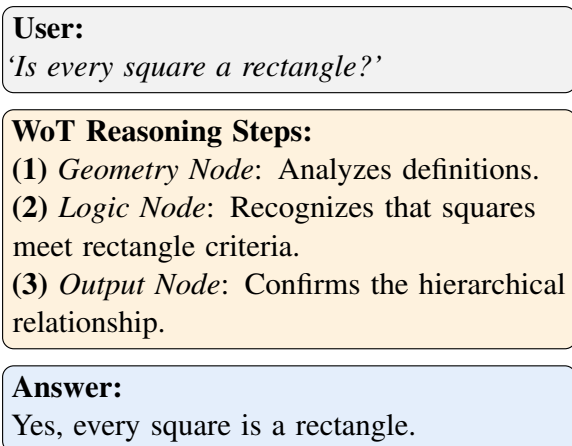 User:
‘Is every square a rectangle?’
WoT Reasoning Steps:
(1) Geometry Node: Analyzes definitions.
(2) Logic Node: Recognizes that squares
meet rectangle criteria.
(3) Output Node: Confirms the hierarchical
relationship.
Answer:
Yes, every square is a rectangle.